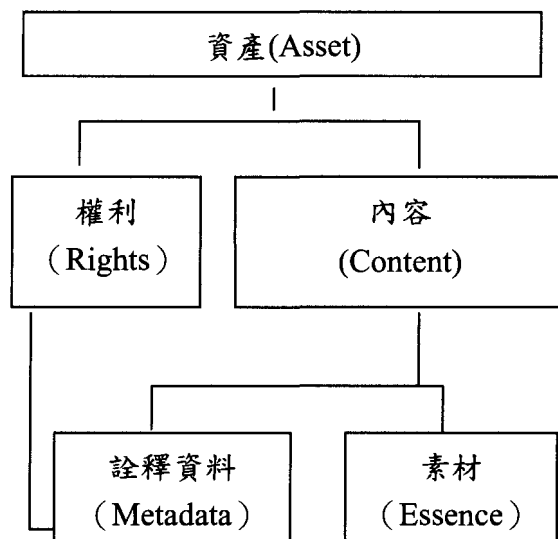 資產(Asset)
權利
（Rights）
內容
(Content)
詮釋資料
（Metadata）
素材
（Essence）